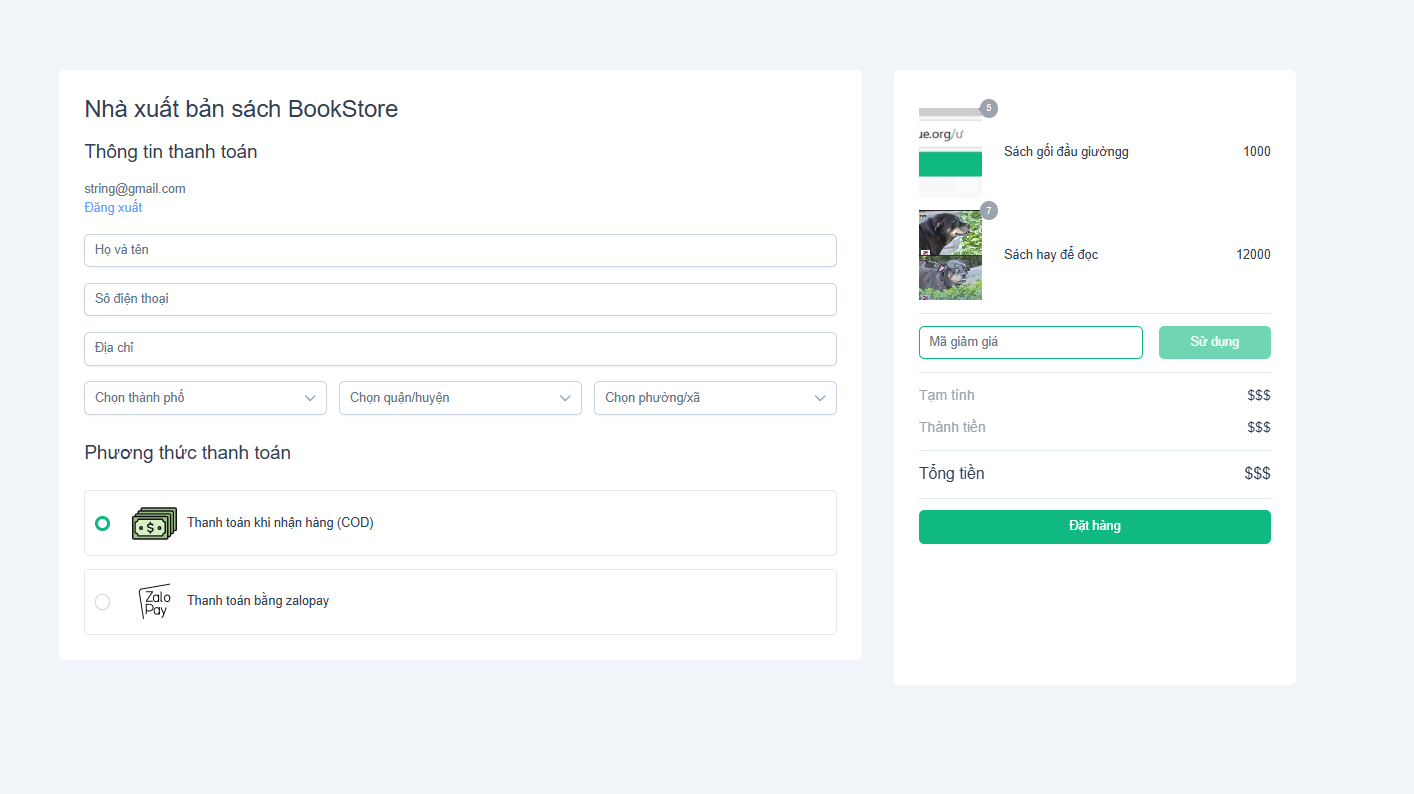 Nhà xuất bản sách BookStore
Thông tin thanh toán
string@gmail.com
Đăng xuất
Họ và tên
Số điện thoại
Địa chỉ
Chọn thành phố
Chọn quận/huyện
Chọn phường/xã
Phương thức thanh toán
$
Thanh toán khi nhận hàng (COD)
Zalo
Pay
Thanh toán bằng zalopay
5
ue.org/ư
Sách gối đầu giườngg
1000
7
Sách hay để đọc
12000
Mã giảm giá
Sử dụng
Tạm tính
$$$
Thành tiền
$$$
Tổng tiền
$$$
Đặt hàng